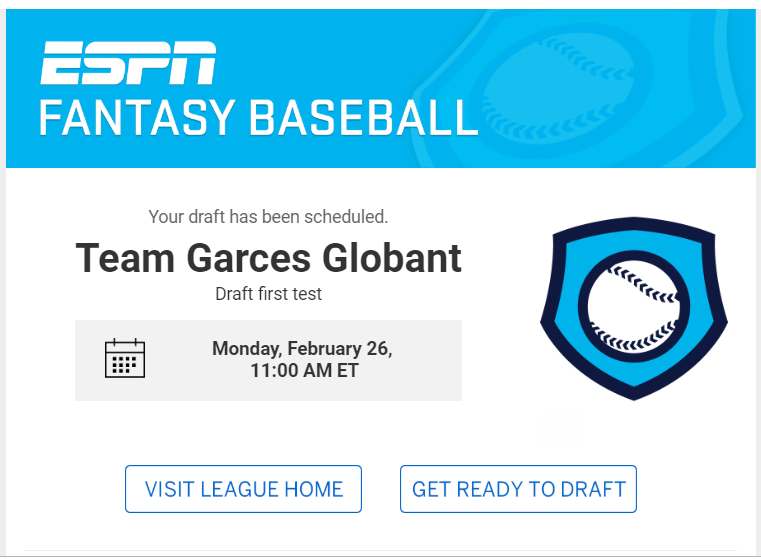 ESPN
FANTASY BASEBALL
Your draft has been scheduled.
Team Garces Globant
Draft first test
Monday, February 26,
11:00 AM ET
VISIT LEAGUE HOME
GET READY TO DRAFT